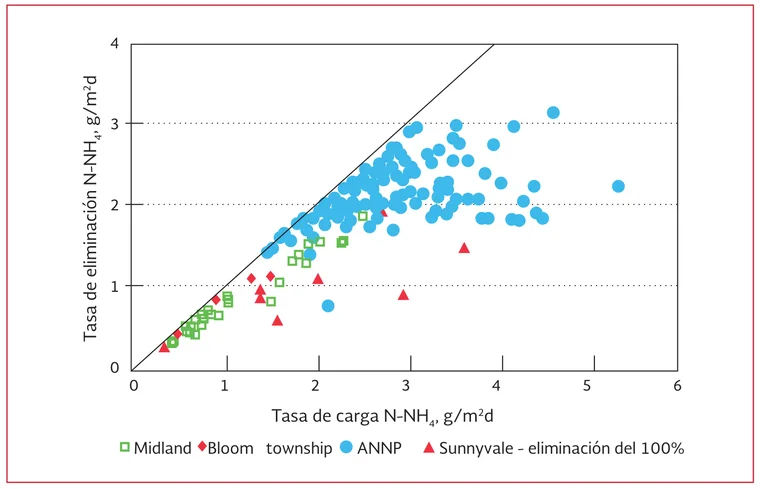 4
3
2
1
0
Tasa de eliminación N-NH₄, g/m²d
0 1 2 3 4 5 6
Tasa de carga N-NH₄, g/m²d
Midland Bloom township ANNP Sunnyvale - eliminación del 100%